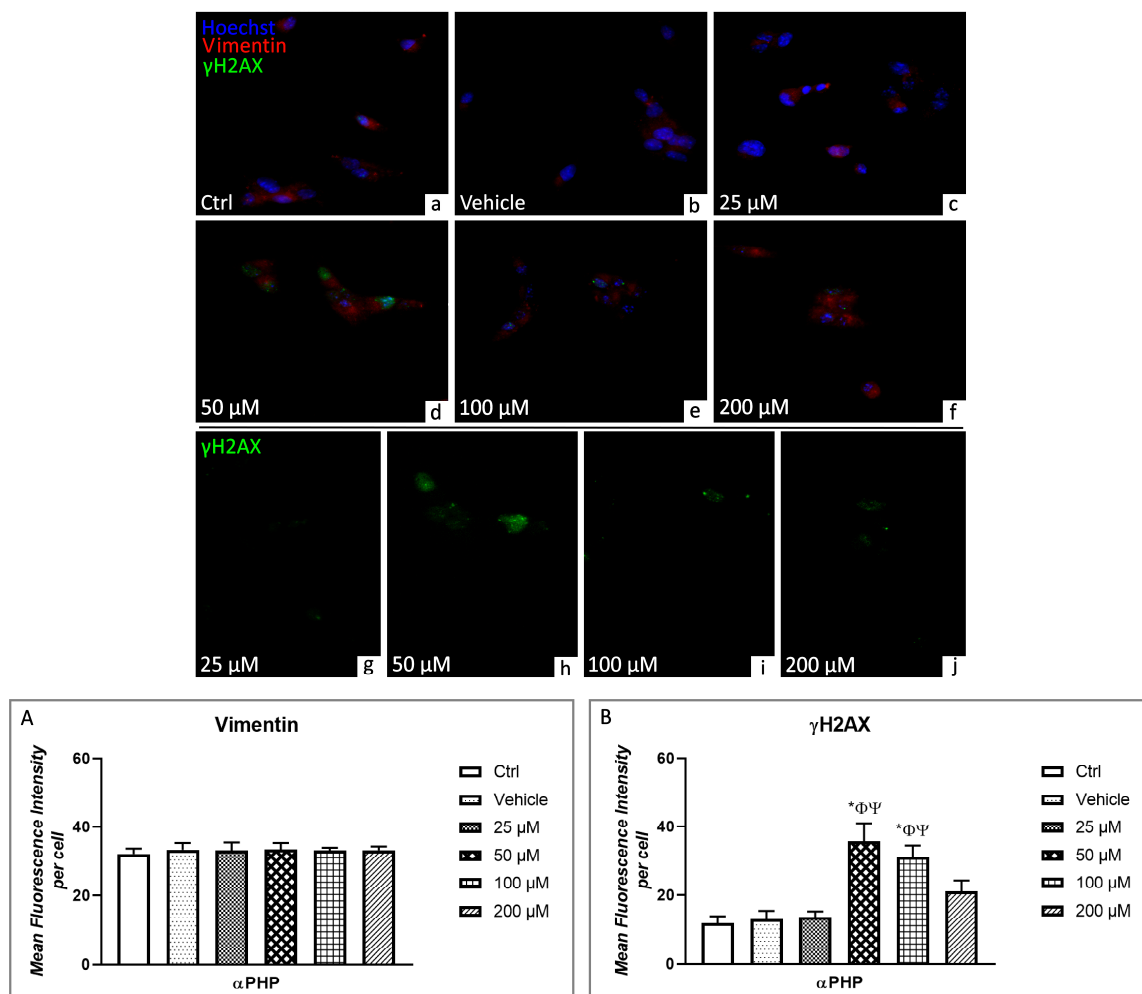 Hoechst
Vimentin
γH2AX
Ctrl a
Vehicle b
25 µM c
50 µM d
100 µM e
200 µM f
γH2AX
25 µM g
50 µM h
100 µM i
200 µM j
A
Vimentin
Mean Fluorescence Intensity
per cell
60
40
20
0
αPHP
Ctrl
Vehicle
25 µM
50 µM
100 µM
200 µM
B
γH2AX
Mean Fluorescence Intensity
per cell
60
40
20
0
*ΦΨ
*ΦΨ
αPHP
Ctrl
Vehicle
25 µM
50 µM
100 µM
200 µM